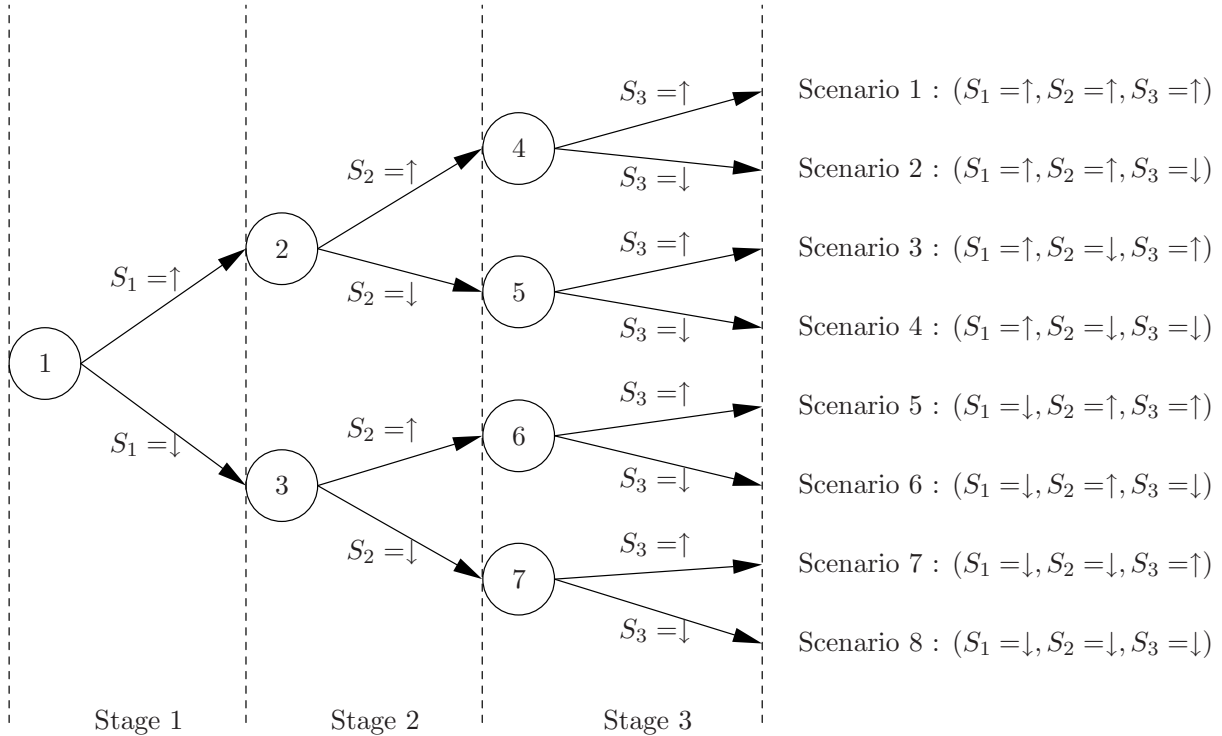 S₃ =↑
Scenario 1 : (S₁ =↑, S₂ =↑, S₃ =↑)
4
S₂ =↑
S₃ =↓
Scenario 2 : (S₁ =↑, S₂ =↑, S₃ =↓)
2
S₃ =↑
Scenario 3 : (S₁ =↑, S₂ =↓, S₃ =↑)
S₁ =↑
S₂ =↓
5
S₃ =↓
Scenario 4 : (S₁ =↑, S₂ =↓, S₃ =↓)
1
S₃ =↑
Scenario 5 : (S₁ =↓, S₂ =↑, S₃ =↑)
S₁ =↓
S₂ =↑
6
3
S₃ =↓
Scenario 6 : (S₁ =↓, S₂ =↑, S₃ =↓)
S₂ =↓
S₃ =↑
Scenario 7 : (S₁ =↓, S₂ =↓, S₃ =↑)
7
S₃ =↓
Scenario 8 : (S₁ =↓, S₂ =↓, S₃ =↓)
Stage 1
Stage 2
Stage 3